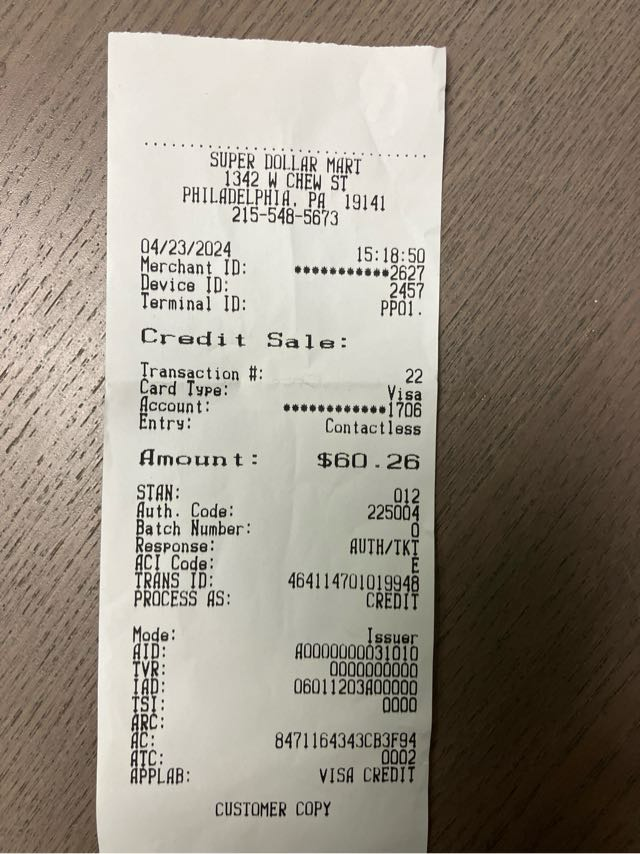 SUPER DOLLAR MART
1342 W CHEW ST
PHILADELPHIA, PA 19141
215-548-5673
04/23/2024 15:18:50
Merchant ID: ***********2627
Device ID: 2457
Terminal ID: PP01.
Credit Sale:
Transaction #: 22
Card Type: Visa
Account: ************1706
Entry: Contactless
Amount: $60.26
STAN: 012
Auth. Code: 225004
Batch Number: 0
Response: AUTH/TKT
ACI Code: E
TRANS ID: 464114701019948
PROCESS AS: CREDIT
Mode: Issuer
AID: A0000000031010
TVR: 0000000000
IAD: 06011203A00000
TSI: 0000
ARC:
AC: 8471164343CB3F94
ATC: 0002
APPLAB: VISA CREDIT
CUSTOMER COPY